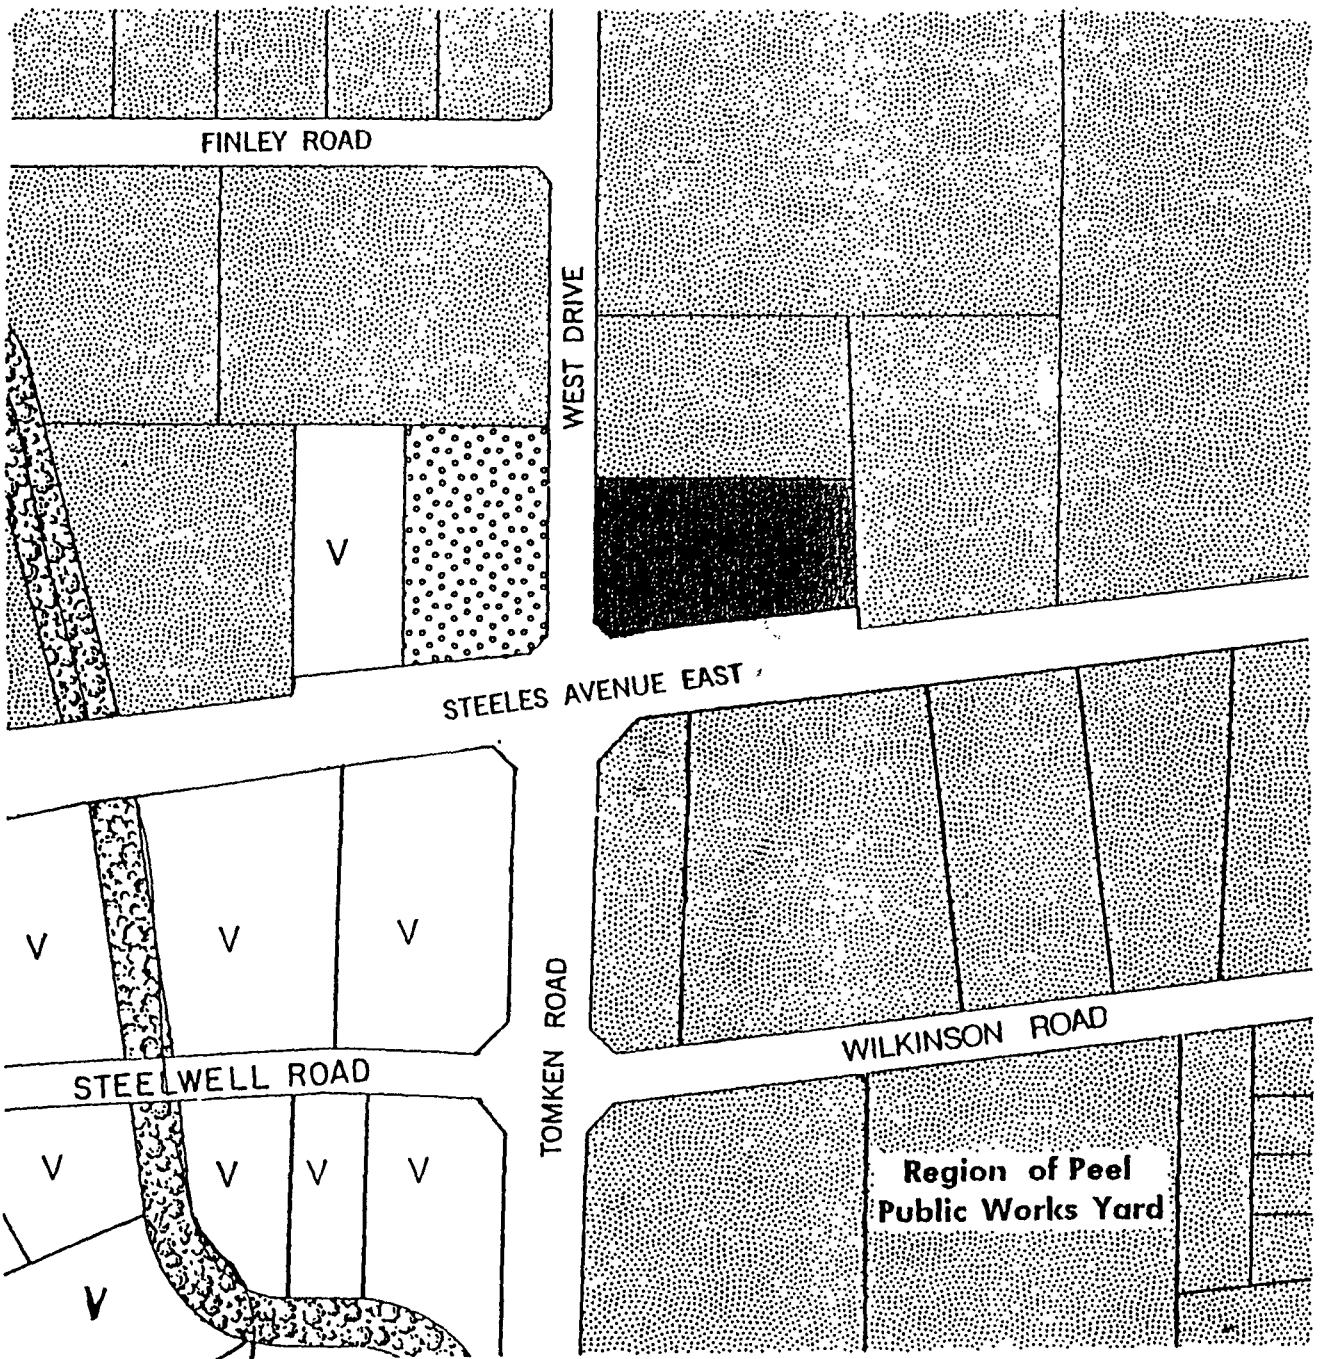 FINLEY ROAD
WEST DRIVE
V
STEELES AVENUE EAST
V
V
V
TOMKEN ROAD
WILKINSON ROAD
STEELWELL ROAD
V
V
V
V
Region of Peel
Public Works Yard
V